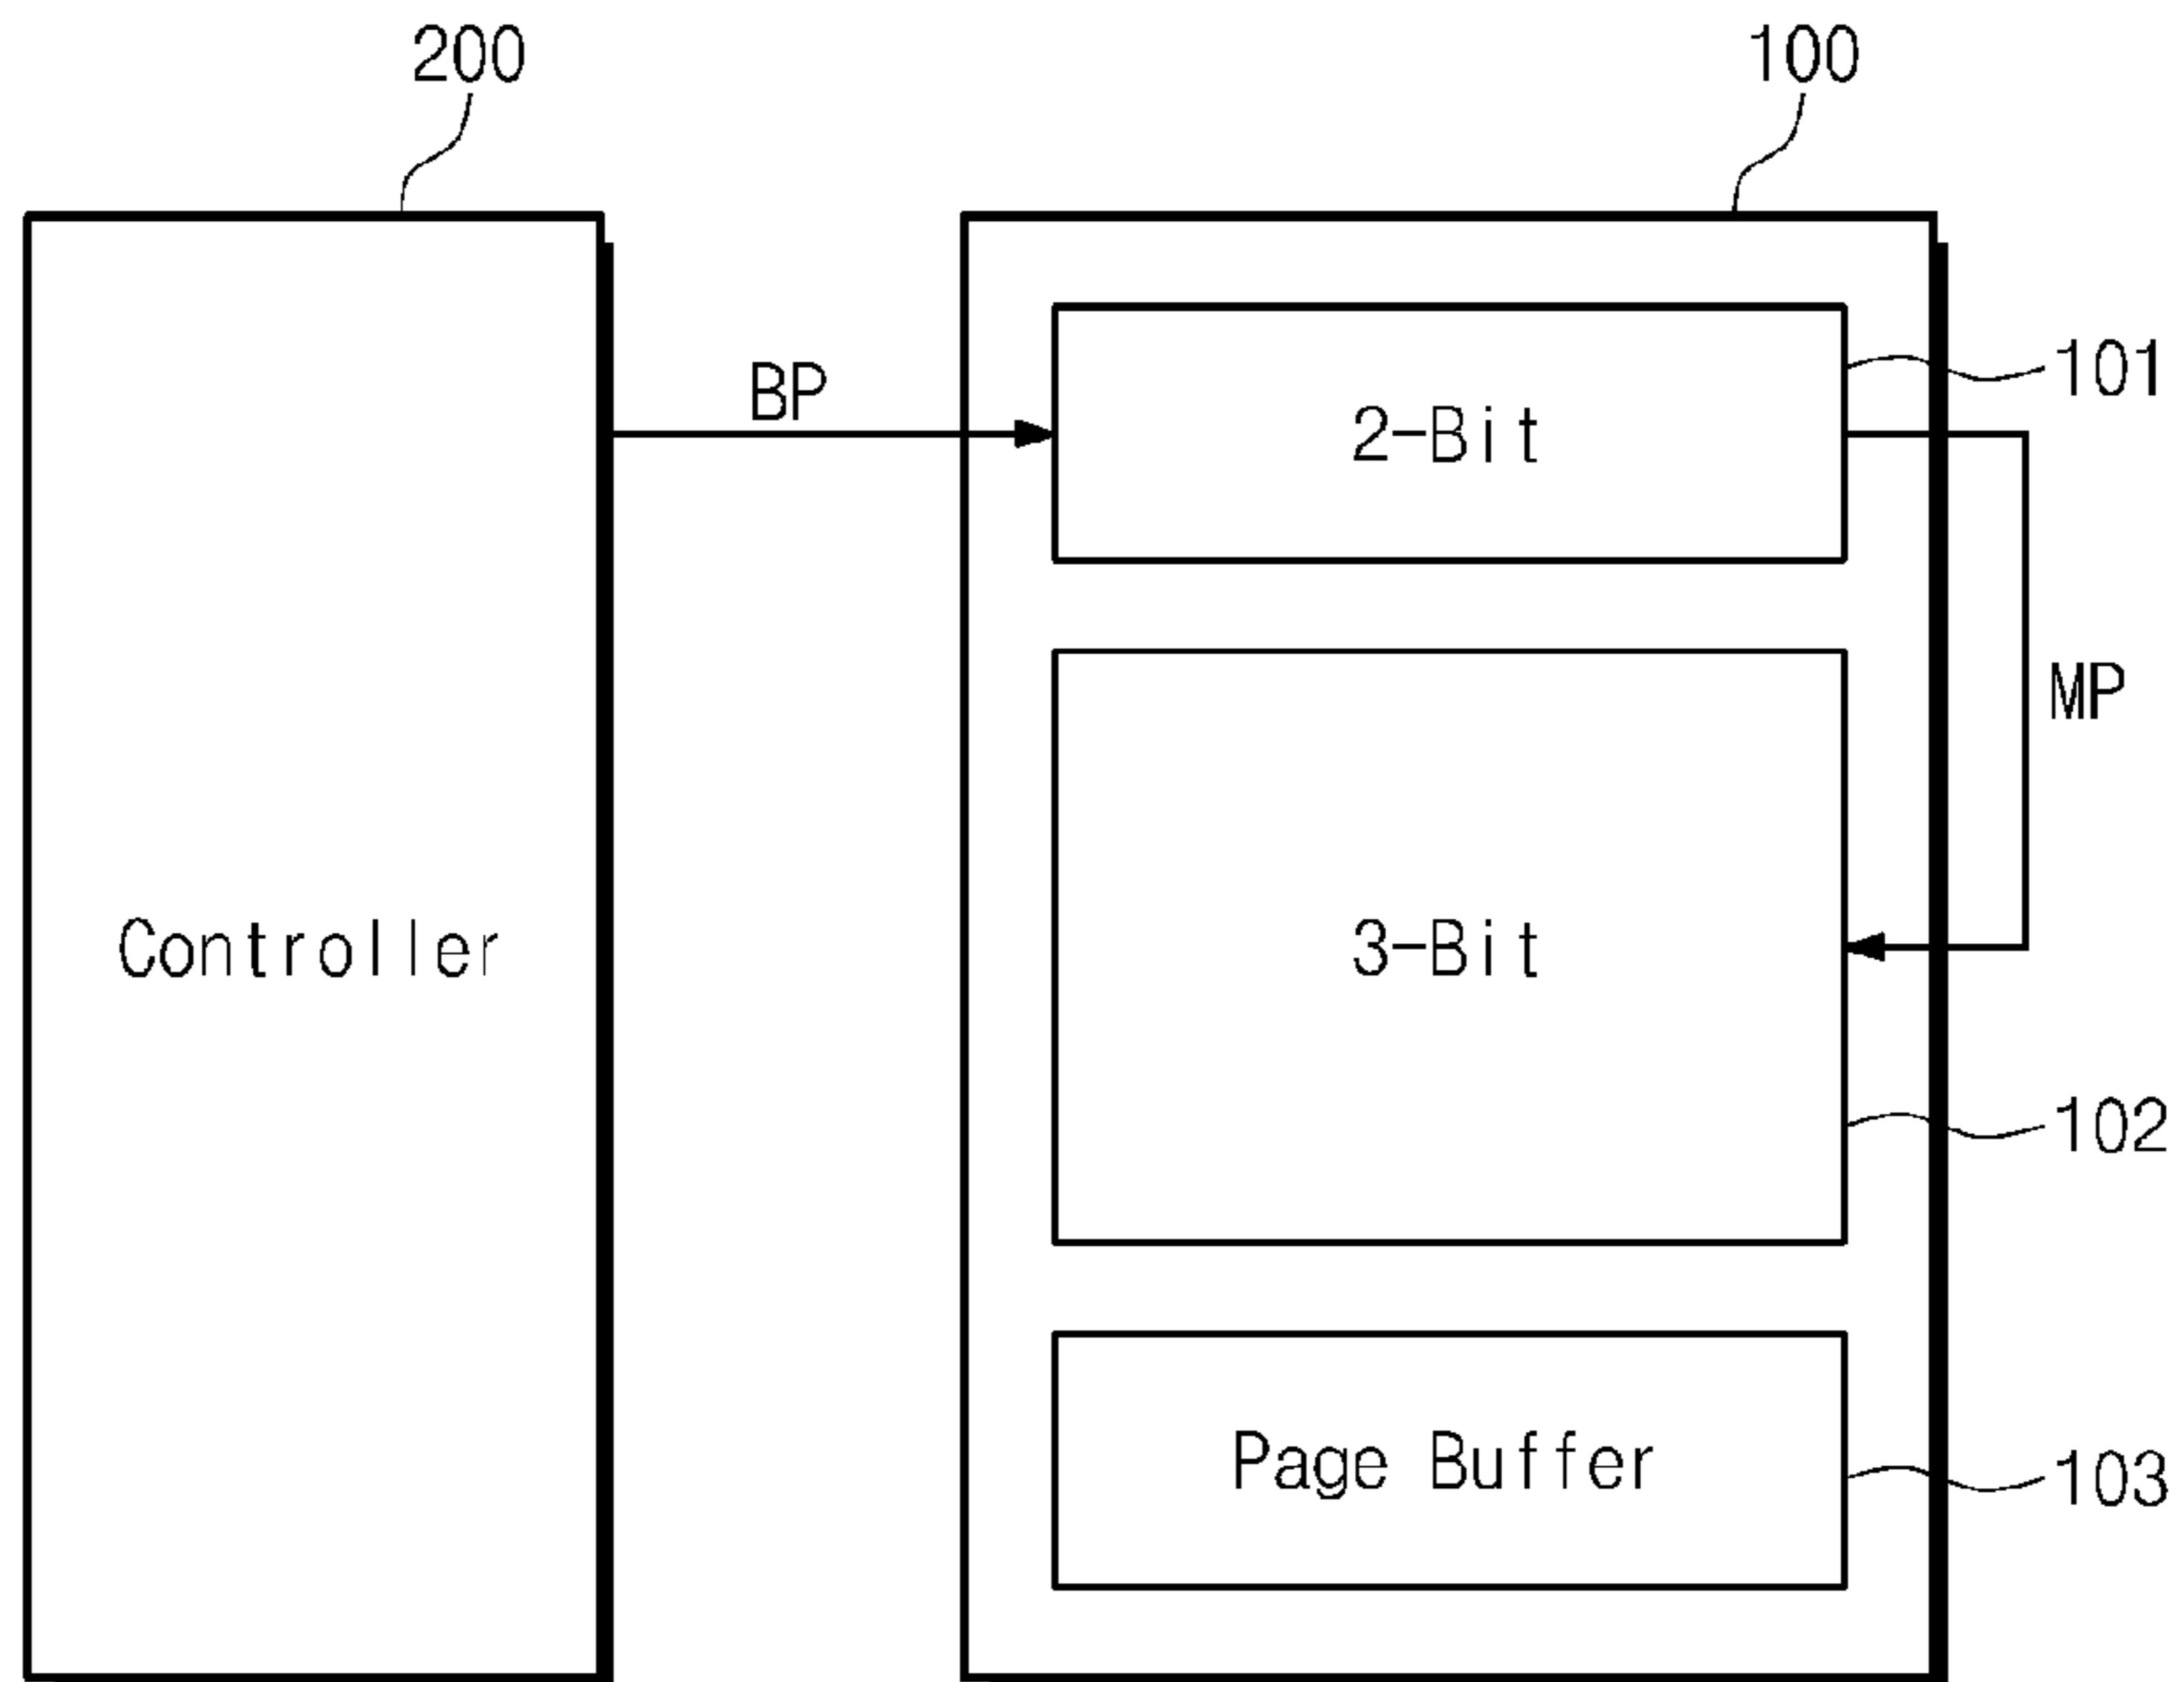 200
100
101
BP
2-Bit
MP
Controller
3-Bit
102
Page Buffer
103